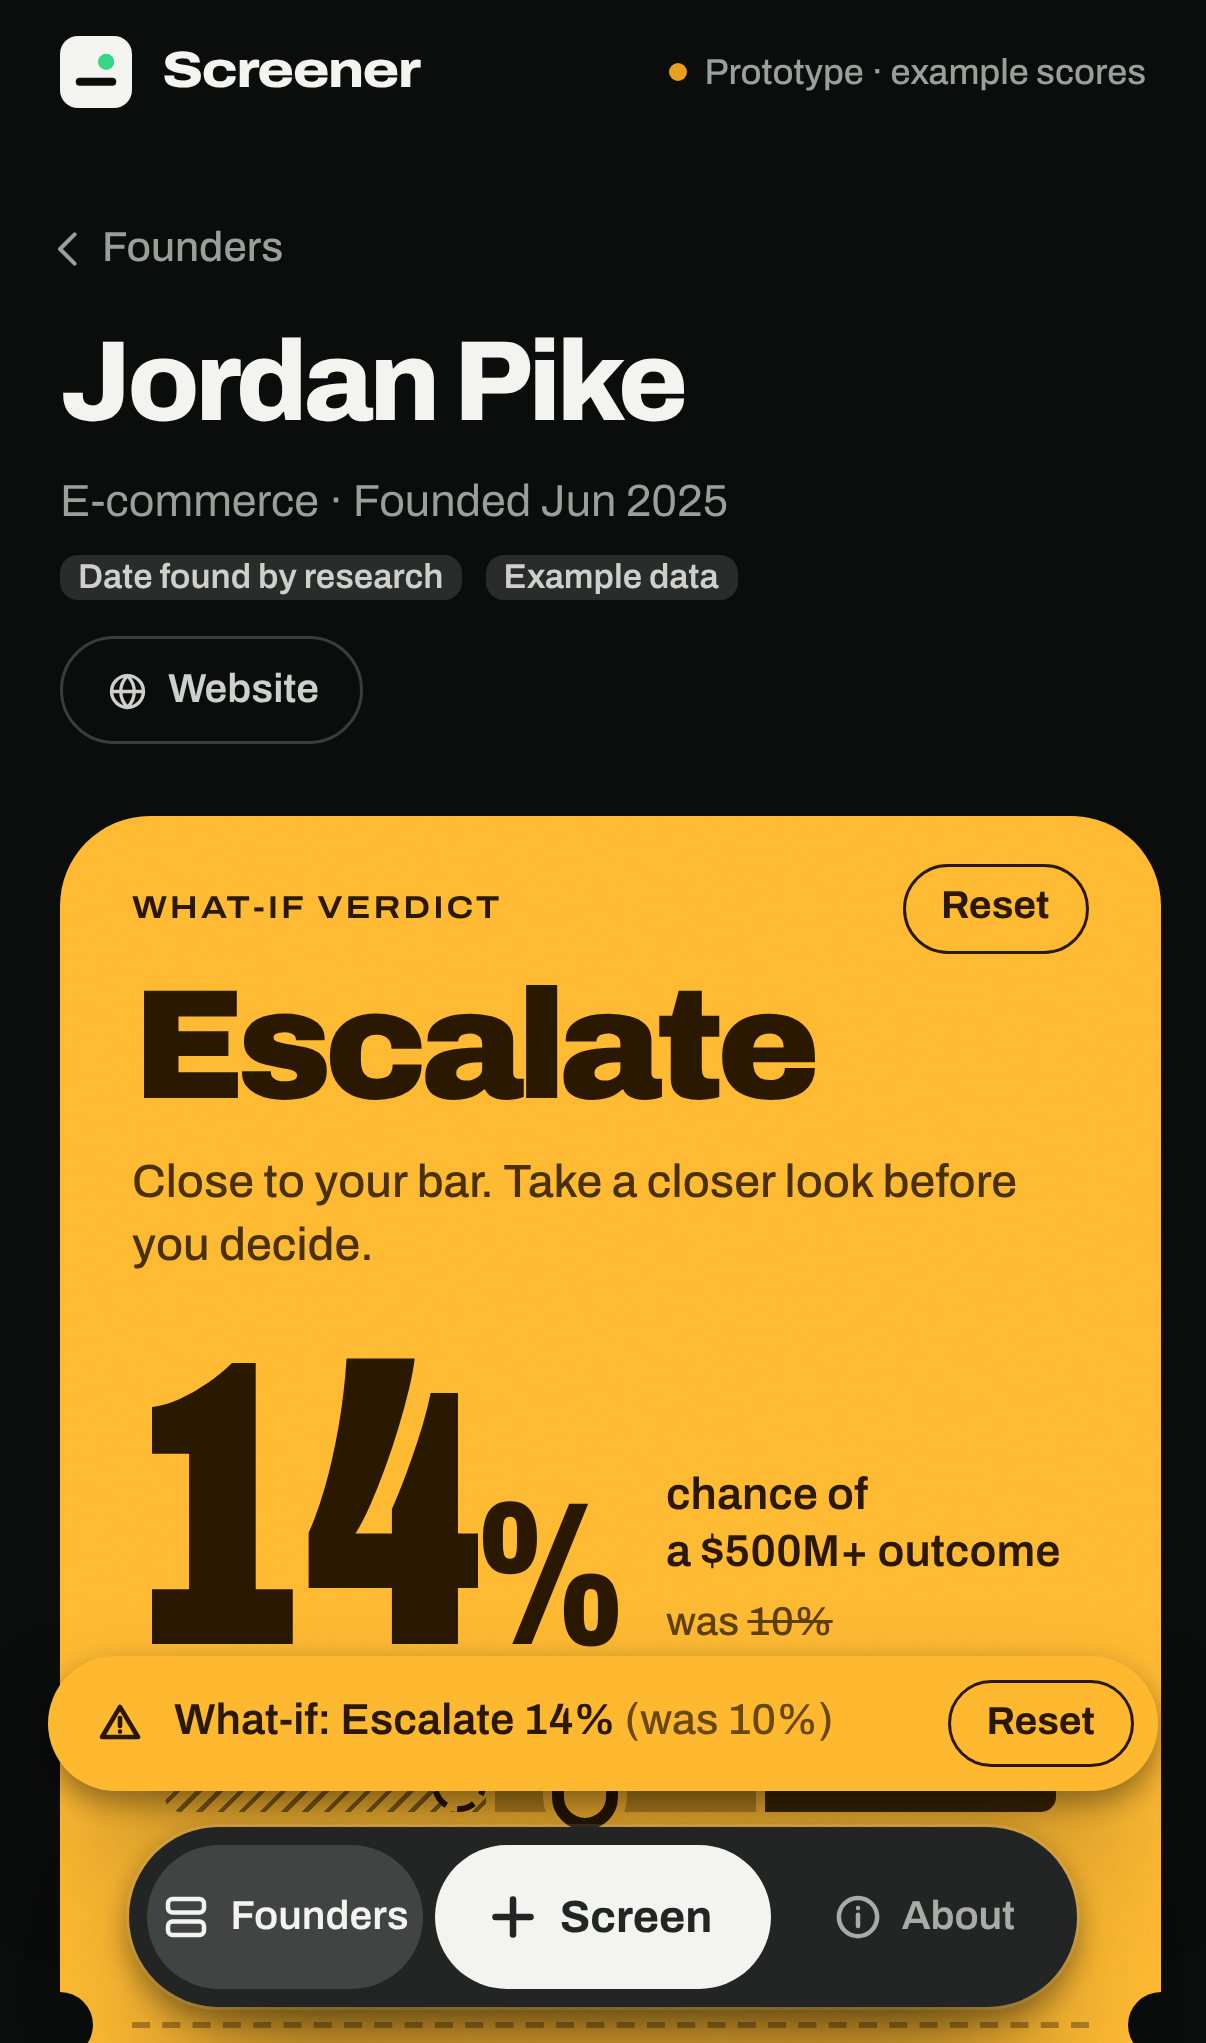 Screener
Prototype · example scores
Founders
Jordan Pike
E-commerce · Founded Jun 2025
Date found by research
Example data
Website
WHAT-IF VERDICT
Reset
Escalate
Close to your bar. Take a closer look before
you decide.
14%
chance of
a $500M+ outcome
was 10%
What-if: Escalate 14% (was 10%)
Reset
Founders
Screen
About